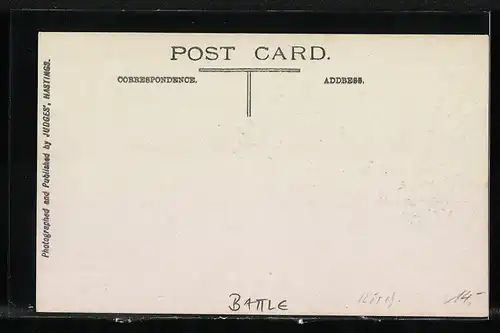 POST CARD.
CORRESPONDENCE. ADDRESS.
Photographed and Published by JUDGES', HASTINGS.
BATTLE
14.-